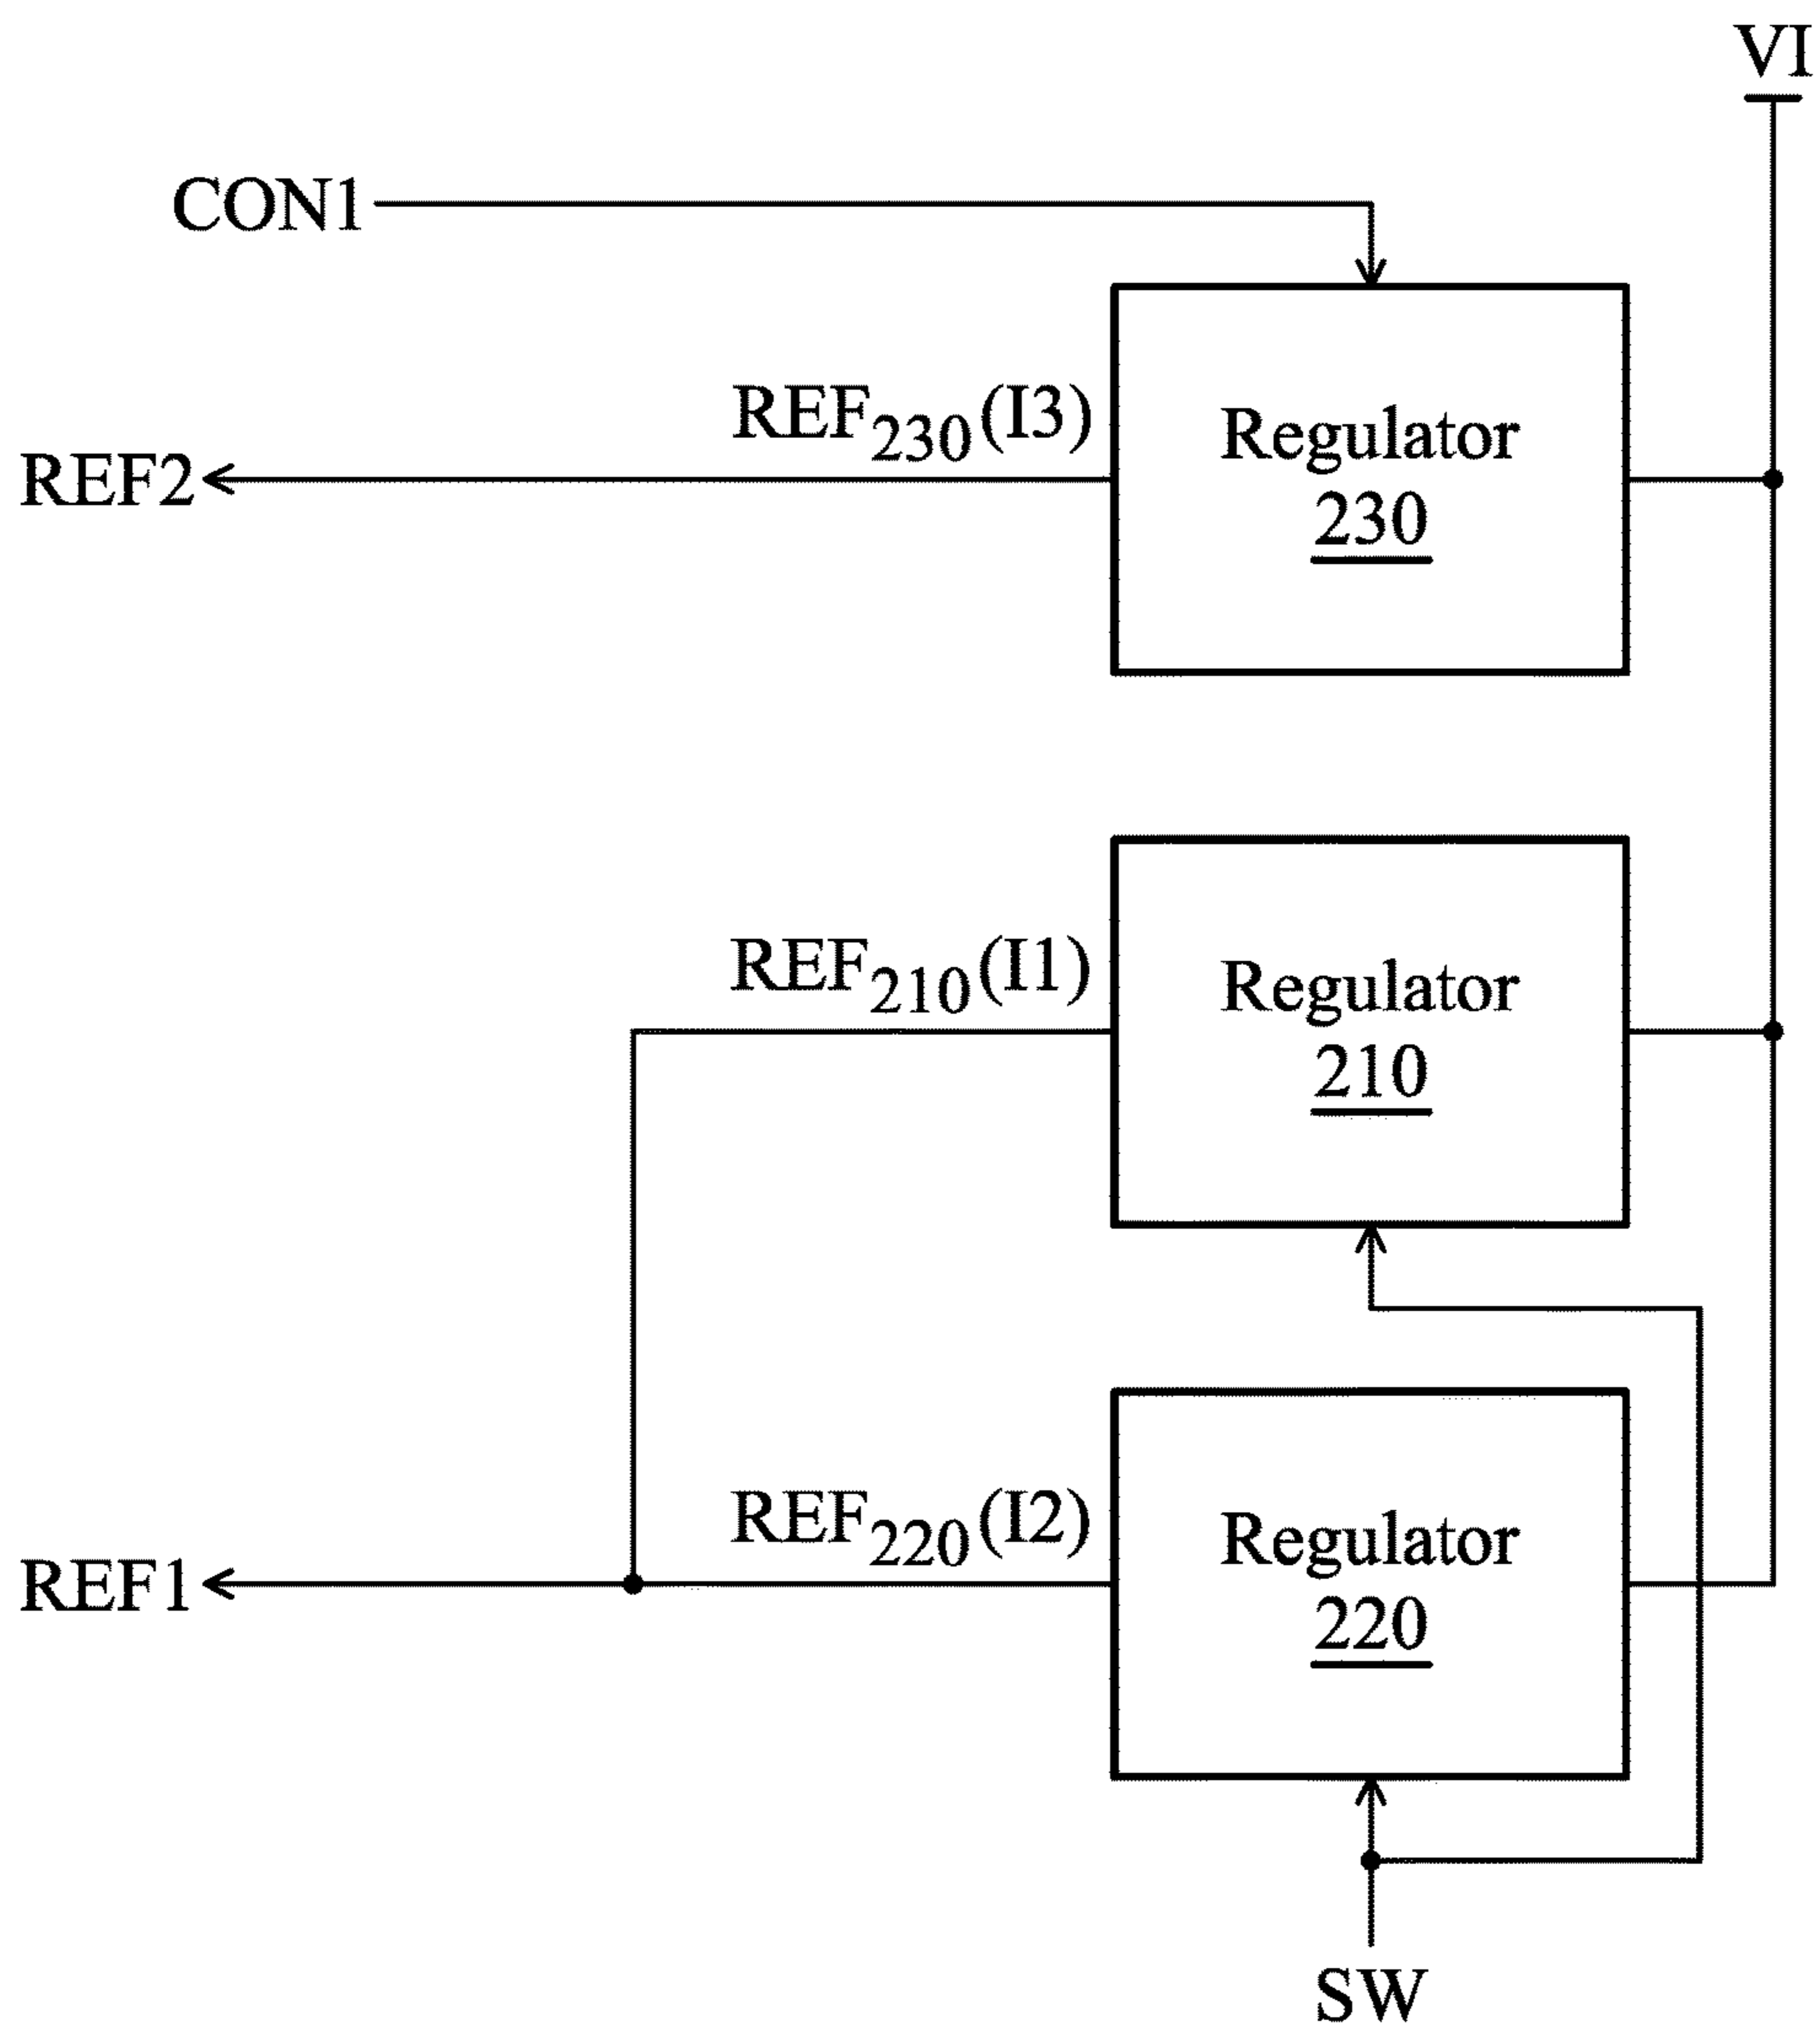 VI
CON1
REF230(I3)
Regulator
230
REF2
REF210(I1)
Regulator
210
REF220(I2)
Regulator
220
REF1
SW